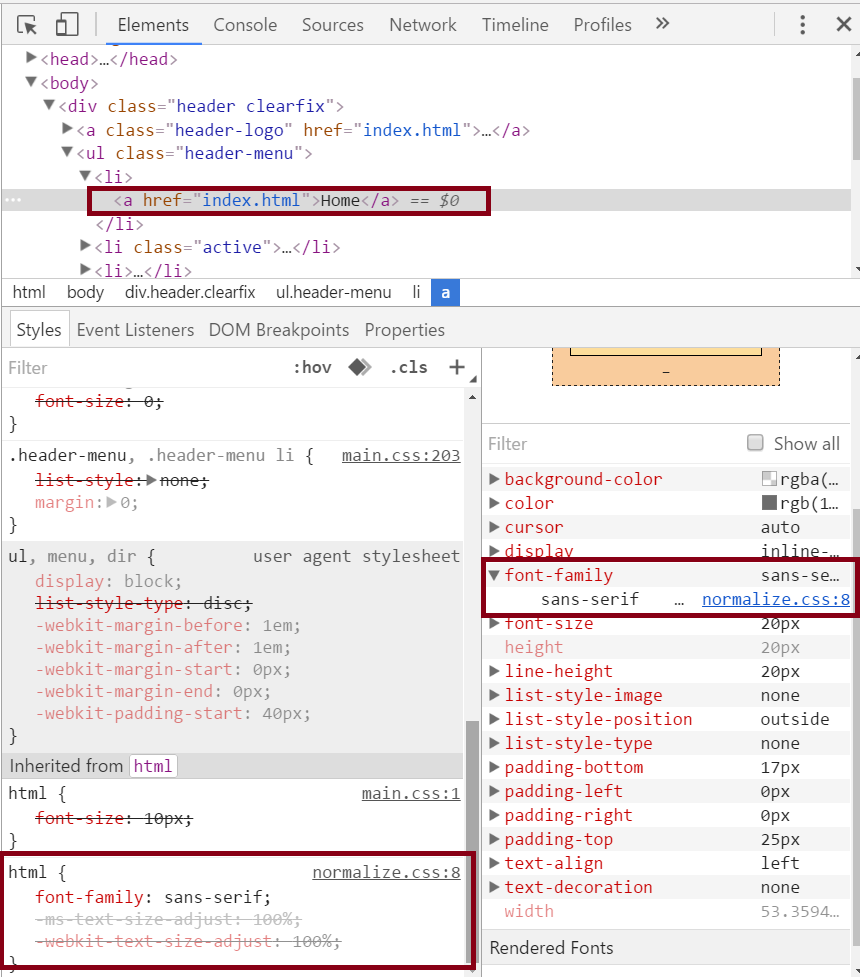 Elements Console Sources Network Timeline Profiles »
<head>…</head>
<body>
<div class="header clearfix">
<a class="header-logo" href="index.html">…</a>
<ul class="header-menu">
<li>
… <a href="index.html">Home</a> == $0
</li>
<li class="active">…</li>
<li>…</li>
html body div.header.clearfix ul.header-menu li a
Styles Event Listeners DOM Breakpoints Properties
Filter :hov .cls +
font-size: 0;
}
.header-menu, .header-menu li { main.css:203
list-style: none;
margin: 0;
}
ul, menu, dir { user agent stylesheet
display: block;
list-style-type: disc;
-webkit-margin-before: 1em;
-webkit-margin-after: 1em;
-webkit-margin-start: 0px;
-webkit-margin-end: 0px;
-webkit-padding-start: 40px;
}
Inherited from html
html { main.css:1
font-size: 10px;
}
html { normalize.css:8
font-family: sans-serif;
-ms-text-size-adjust: 100%;
-webkit-text-size-adjust: 100%;
}
–
Filter Show all
background-color rgba(…
color rgb(1…
cursor auto
display inline-…
font-family sans-se…
sans-serif … normalize.css:8
font-size 20px
height 20px
line-height 20px
list-style-image none
list-style-position outside
list-style-type none
padding-bottom 17px
padding-left 0px
padding-right 0px
padding-top 25px
text-align left
text-decoration none
width 53.3594…
Rendered Fonts